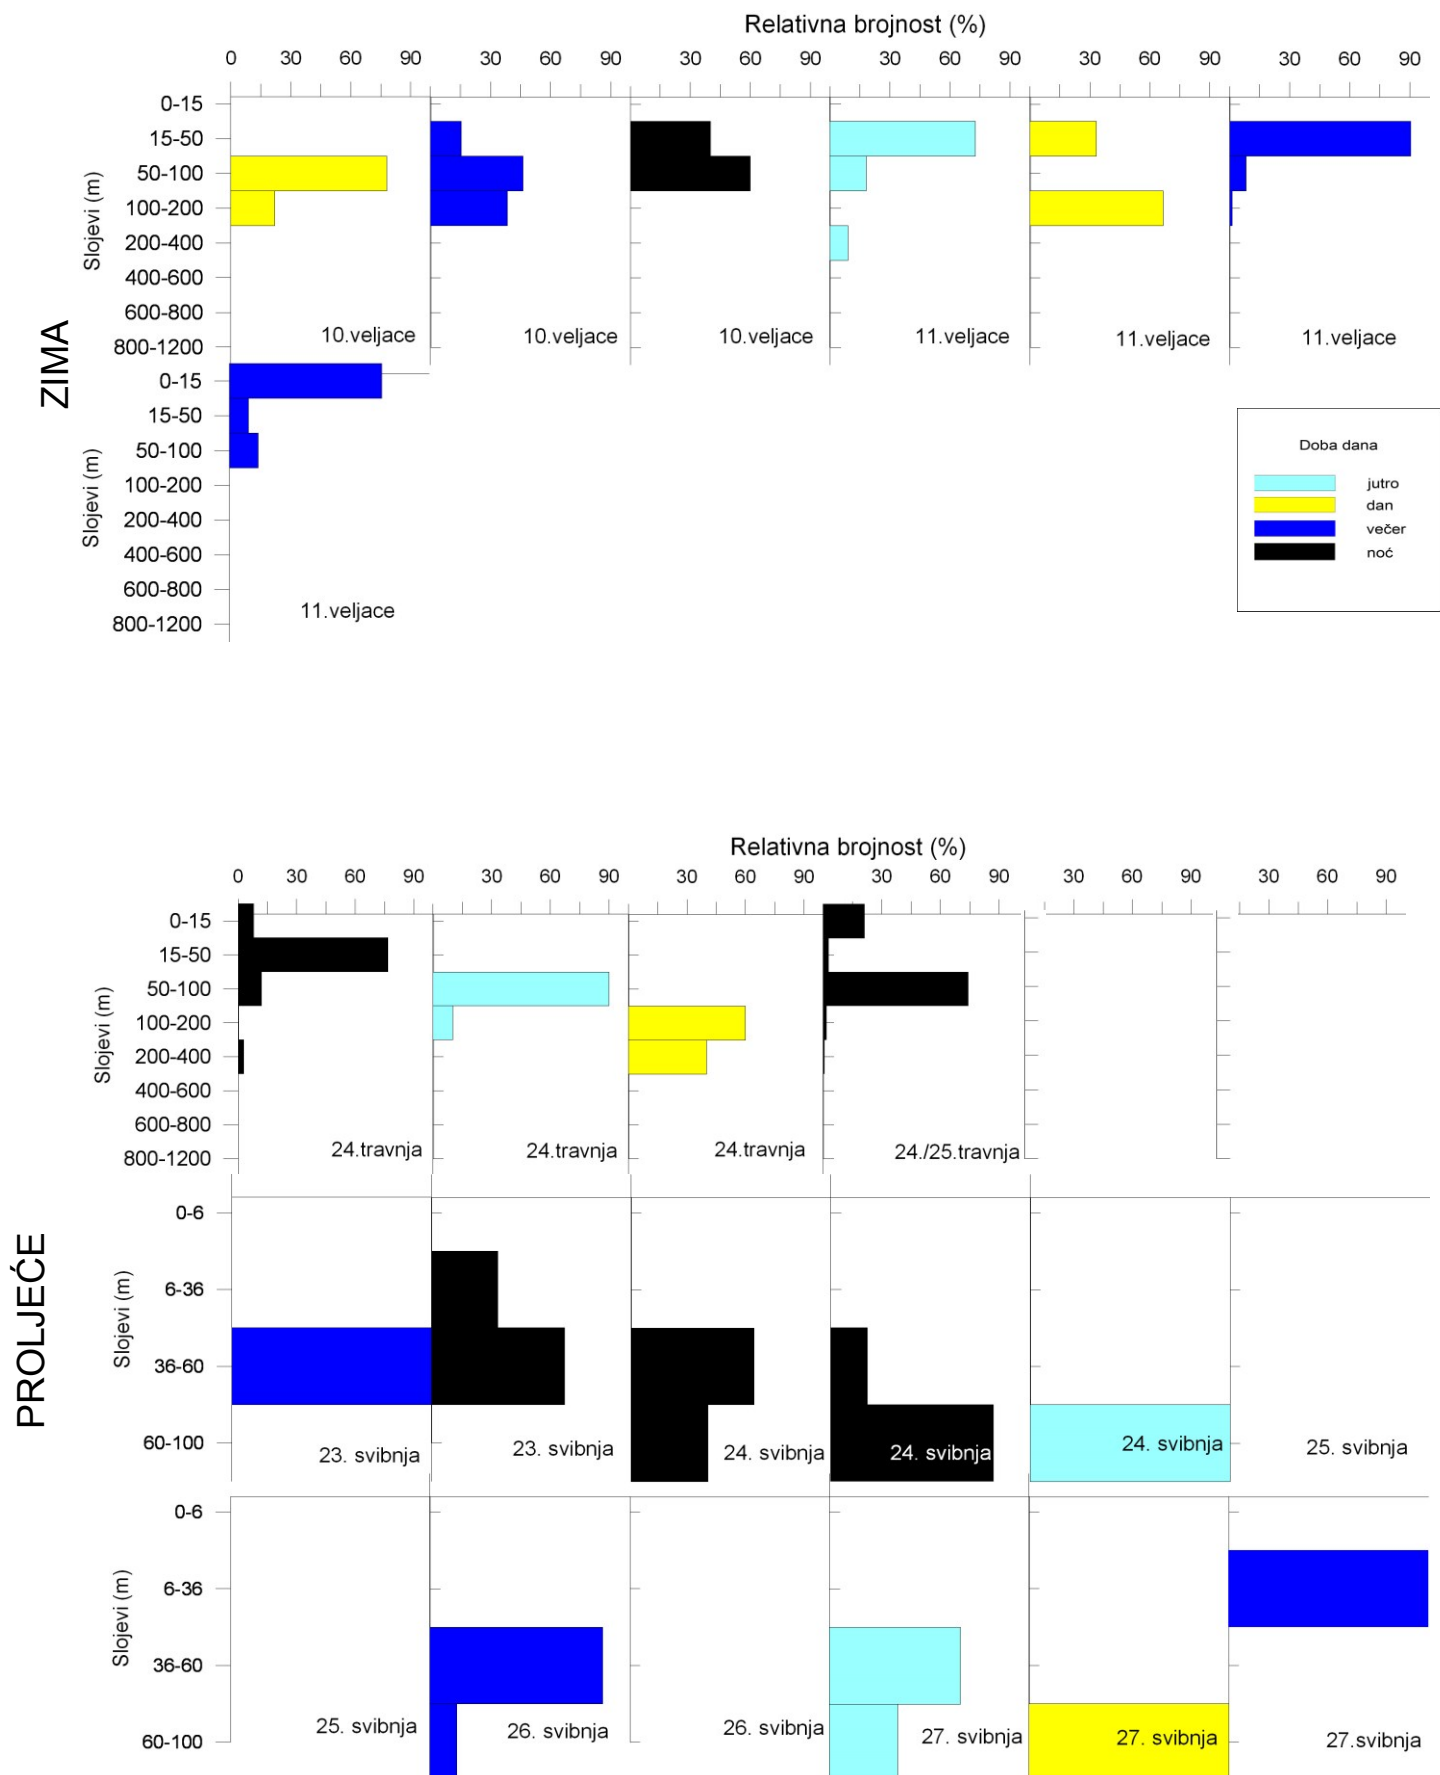 Relativna brojnost (%)
0 30 60 90 30 60 90 30 60 90 30 60 90 30 60 90 30 60 90
ZIMA
Slojevi (m)
0-15
15-50
50-100
100-200
200-400
400-600
600-800
800-1200
10.veljace 10.veljace 10.veljace 11.veljace 11.veljace 11.veljace
Slojevi (m)
0-15
15-50
50-100
100-200
200-400
400-600
600-800
800-1200
11.veljace
Doba dana
jutro
dan
večer
noć
Relativna brojnost (%)
0 30 60 90 30 60 90 30 60 90 30 60 90 30 60 90 30 60 90
PROLJEĆE
Slojevi (m)
0-15
15-50
50-100
100-200
200-400
400-600
600-800
800-1200
24.travnja 24.travnja 24.travnja 24./25.travnja
Slojevi (m)
0-6
6-36
36-60
60-100
23. svibnja 23. svibnja 24. svibnja 24. svibnja 24. svibnja 25. svibnja
Slojevi (m)
0-6
6-36
36-60
60-100
25. svibnja 26. svibnja 26. svibnja 27. svibnja 27. svibnja 27.svibnja